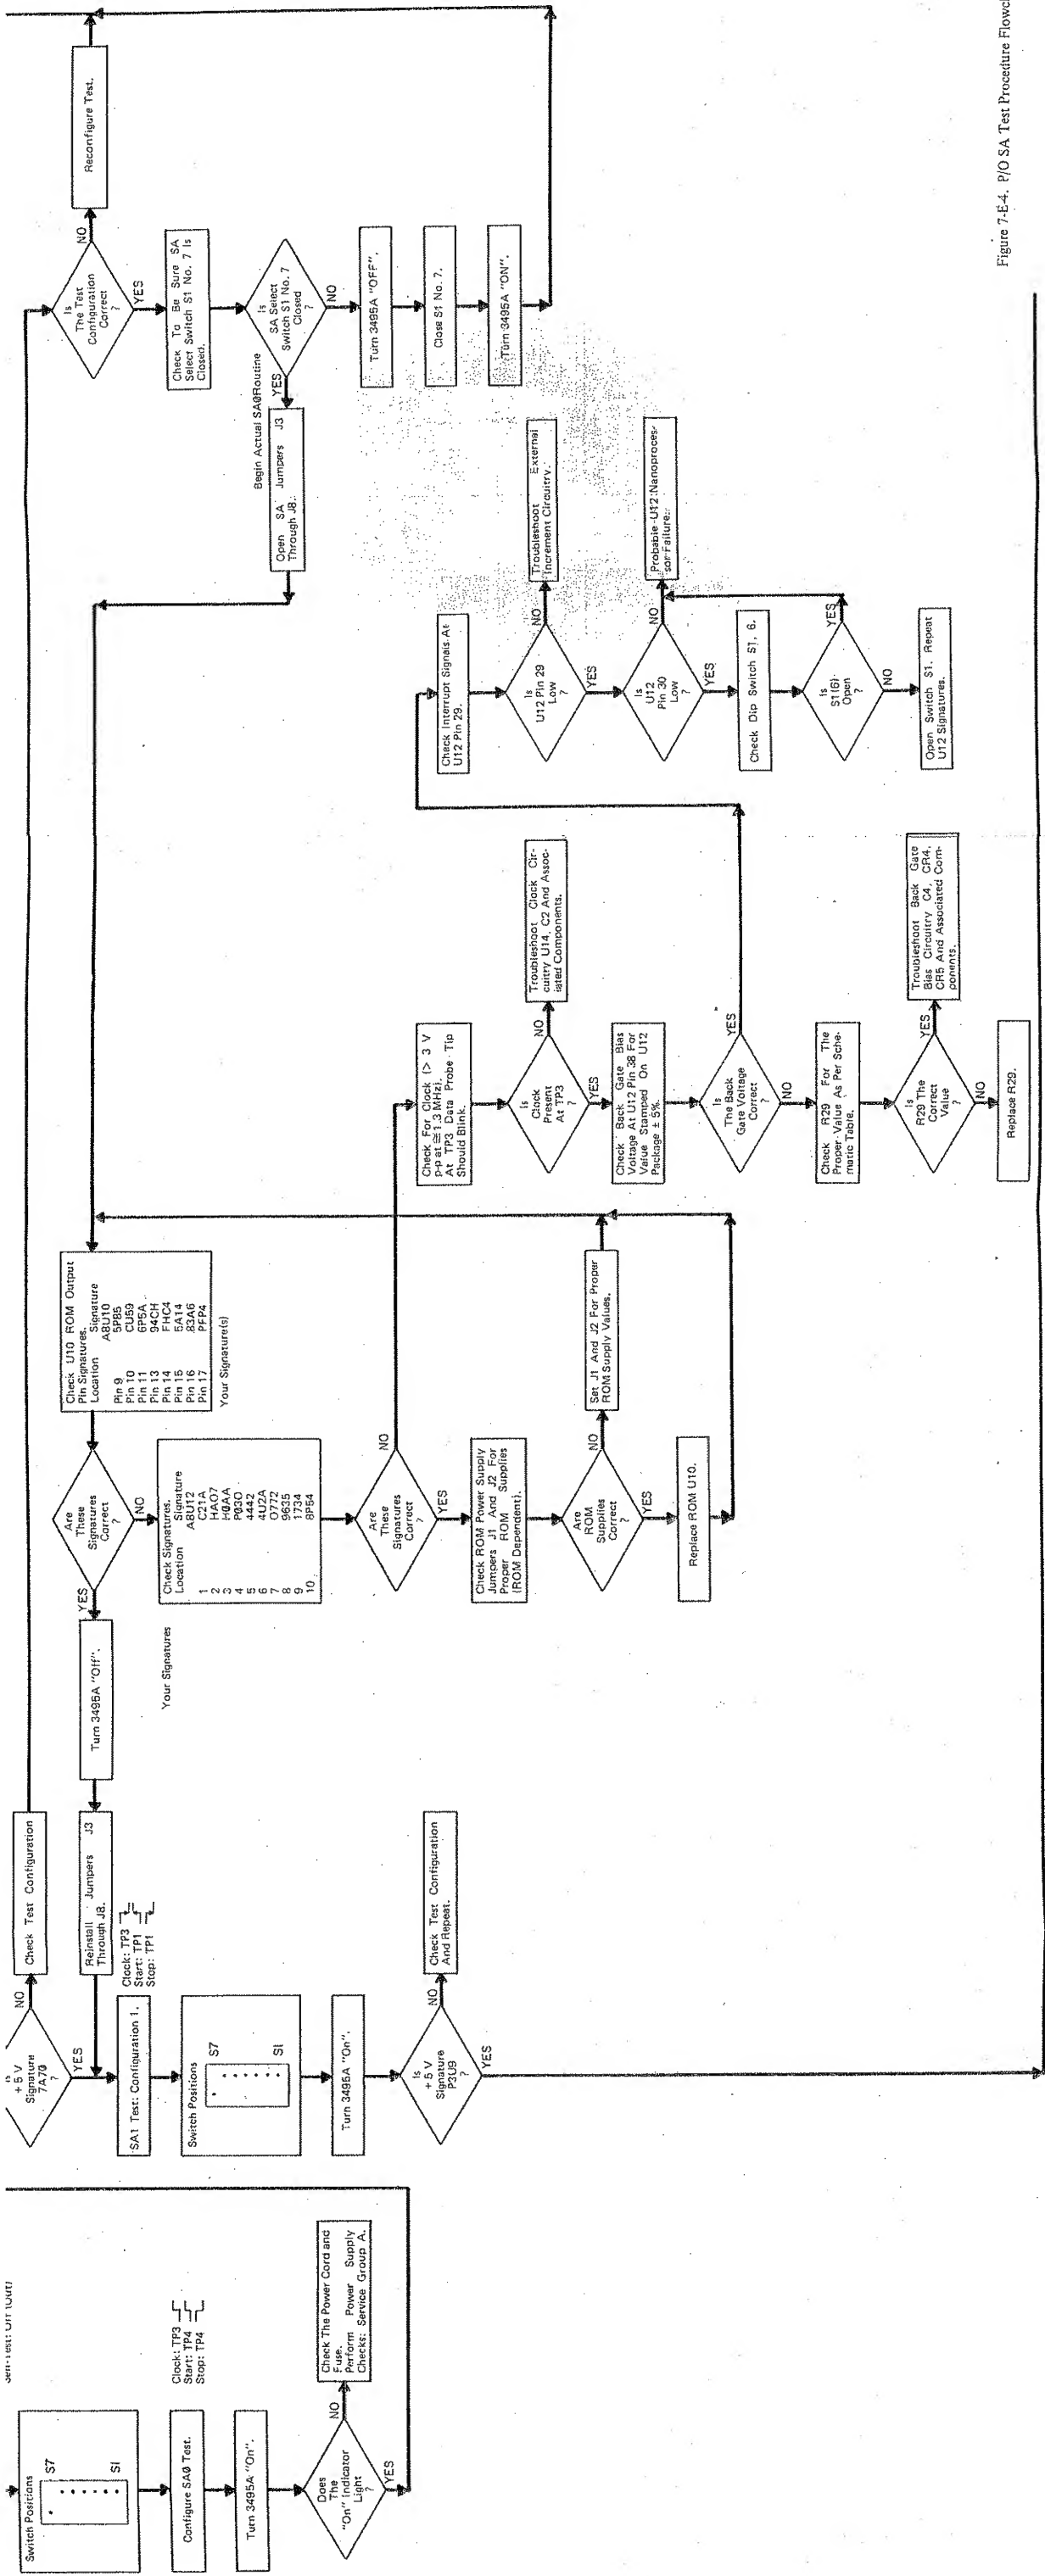 Switch Positions
S7
S1
Configure SAØ Test.
Clock: TP3
Start: TP4
Stop: TP4
Turn 3495A "On".
Does
The
"On" Indicator
Light
?
NO
YES
Check The Power Cord and
Fuse.
Perform Power Supply
Checks: Service Group A.
+ 5 V
Signature
7A7Ø
?
NO
YES
Check Test Configuration
Reinstall Jumpers J3
Through J8.
Clock: TP3
Start: TP1
Stop: TP1
SA1 Test: Configuration 1.
Switch Positions
S7
S1
Turn 3495A "On".
Is
+ 5 V
Signature
P3U9
?
NO
YES
Check Test Configuration
And Repeat.
Turn 3495A "Off".
YES
Are
These
Signatures
Correct
?
NO
Check U10 ROM Output
Pin Signatures.
Location Signature
A8U10
Pin 9 5P85
Pin 10 CU59
Pin 11 6P5A
Pin 13 94CH
Pin 14 FHC4
Pin 15 5A14
Pin 16 83A6
Pin 17 PFP4
Your Signature(s)
Your Signatures
Check Signatures.
Location Signature
A8U12
1 C21A
2 HA07
3 HØAA
4 PØ3O
5 4442
6 4U2A
7 O772
8 9635
9 1734
10 8P54
Are
These
Signatures
Correct
?
NO
YES
Check ROM Power Supply
Jumpers J1 And J2 For
Proper ROM Supplies
(ROM Dependent).
Are
ROM
Supplies
Correct
?
NO
YES
Set J1 And J2 For Proper
ROM Supply Values.
Replace ROM U10.
Check For Clock (> 3 V
p-p at ≅ 1.3 MHz).
At TP3 Data Probe Tip
Should Blink.
Is
Clock
Present
At TP3
?
NO
YES
Troubleshoot Clock Cir-
cuitry U14, C2 And Assoc-
iated Components.
Check Back Gate Bias
Voltage At U12 Pin 38 For
Value Stamped On U12
Package ± 5%.
Is
The Back
Gate Voltage
Correct
?
YES
NO
Check R29 For The
Proper Value As Per Sche-
matic Table.
Is
R29 The
Correct
Value
?
YES
NO
Troubleshoot Back Gate
Bias Circuitry C4, CR4,
CR5 And Associated Com-
ponents.
Replace R29.
Check Interrupt Signals At
U12 Pin 29.
Is
U12 Pin 29
Low
?
NO
YES
Troubleshoot External
Increment Circuitry.
Is
U12
Pin 30
Low
?
NO
YES
Probable U12 Nanoproces-
sor Failure.
Check Dip Switch S1, 6.
Is
S1(6)
Open
?
YES
NO
Open Switch S1. Repeat
U12 Signatures.
Is
The Test
Configuration
Correct
?
NO
YES
Reconfigure Test.
Check To Be Sure SA
Select Switch S1 No. 7 Is
Closed.
Is
SA Select
Switch S1 No. 7
Closed
?
YES
NO
Begin Actual SAØ Routine
Open SA Jumpers J3
Through J8.
Turn 3495A "OFF".
Close S1 No. 7.
Turn 3495A "ON".
Figure 7-E-4. P/O SA Test Procedure